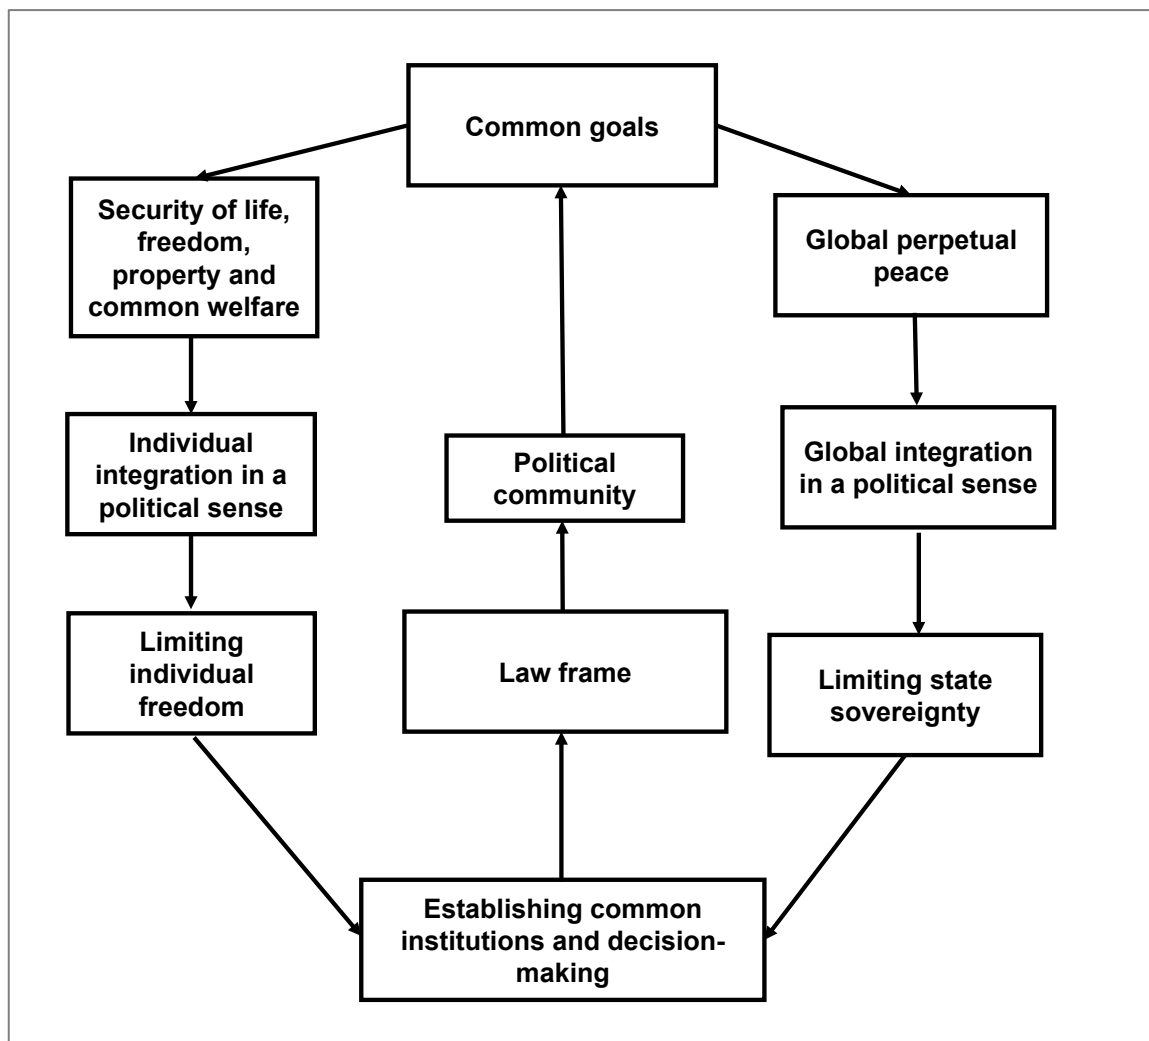 Common goals
Security of life,
freedom,
property and
common welfare
Global perpetual
peace
Individual
integration in a
political sense
Political
community
Global integration
in a political sense
Limiting
individual
freedom
Law frame
Limiting state
sovereignty
Establishing common
institutions and decision-
making